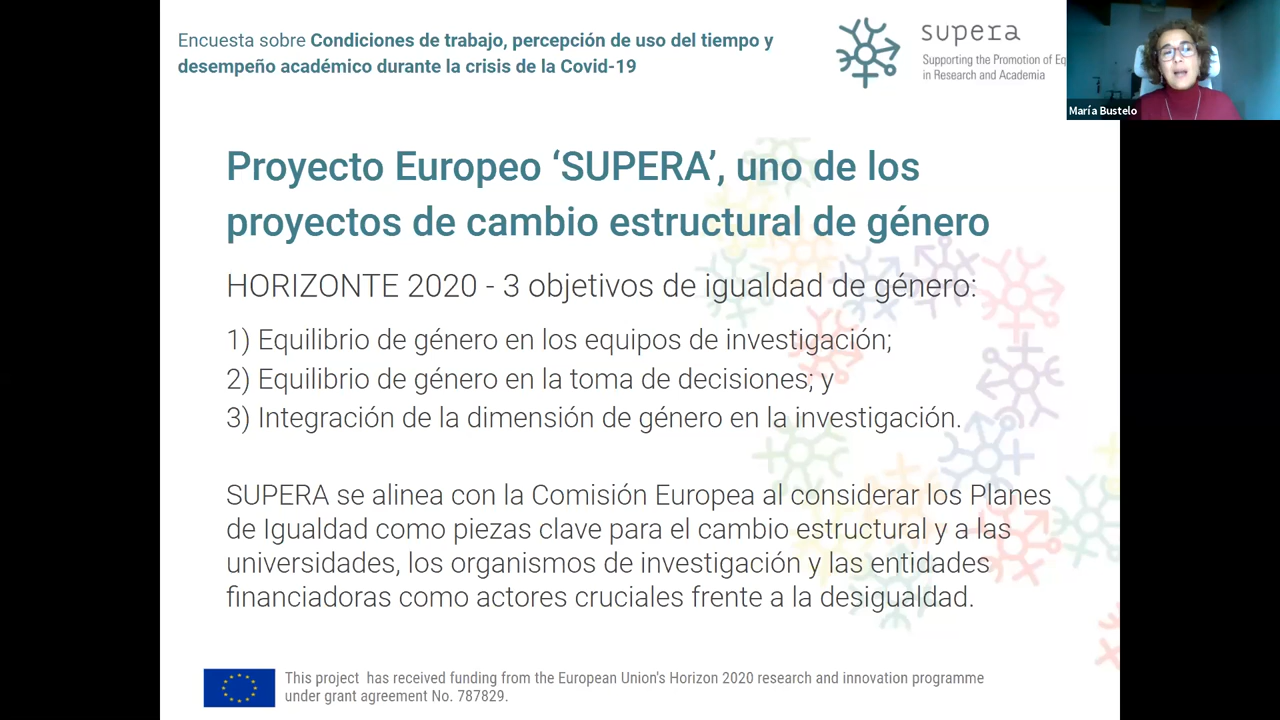 Encuesta sobre Condiciones de trabajo, percepción de uso del tiempo y
desempeño académico durante la crisis de la Covid-19
supera
Supporting the Promotion of Eq
in Research and Academia
María Bustelo
Proyecto Europeo ‘SUPERA’, uno de los
proyectos de cambio estructural de género
HORIZONTE 2020 - 3 objetivos de igualdad de género:
1) Equilibrio de género en los equipos de investigación;
2) Equilibrio de género en la toma de decisiones; y
3) Integración de la dimensión de género en la investigación.
SUPERA se alinea con la Comisión Europea al considerar los Planes
de Igualdad como piezas clave para el cambio estructural y a las
universidades, los organismos de investigación y las entidades
financiadoras como actores cruciales frente a la desigualdad.
This project has received funding from the European Union's Horizon 2020 research and innovation programme
under grant agreement No. 787829.